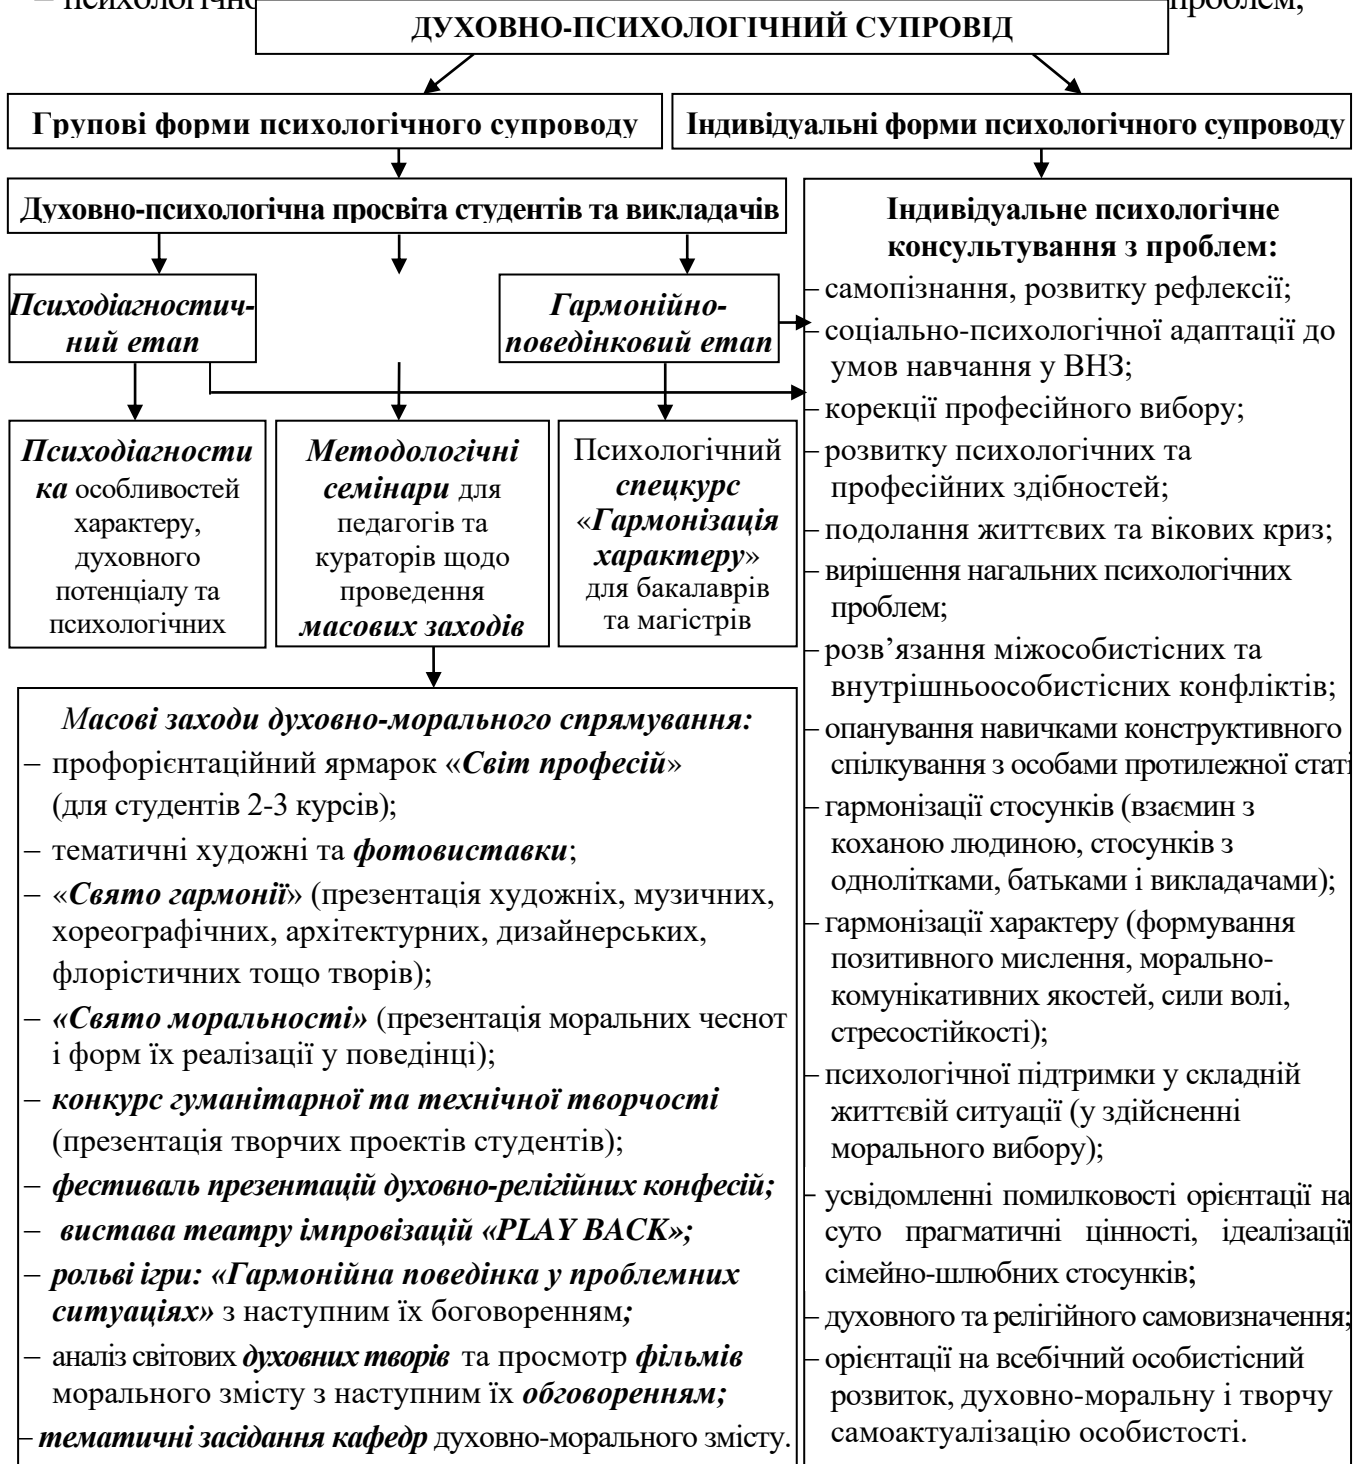 – психологічно
проблем;
ДУХОВНО-ПСИХОЛОГІЧНИЙ СУПРОВІД
Групові форми психологічного супроводу
Індивідуальні форми психологічного супроводу
Духовно-психологічна просвіта студентів та викладачів
Психодіагностич-
ний етап
Гармонійно-
поведінковий етап
Психодіагности
ка особливостей
характеру,
духовного
потенціалу та
психологічних
Методологічні
семінари для
педагогів та
кураторів щодо
проведення
масових заходів
Психологічний
спецкурс
«Гармонізація
характеру»
для бакалаврів
та магістрів
Масові заходи духовно-морального спрямування:
– профорієнтаційний ярмарок «Світ професій»
(для студентів 2-3 курсів);
– тематичні художні та фотовиставки;
– «Свято гармонії» (презентація художніх, музичних,
хореографічних, архітектурних, дизайнерських,
флористичних тощо творів);
– «Свято моральності» (презентація моральних чеснот
і форм їх реалізації у поведінці);
– конкурс гуманітарної та технічної творчості
(презентація творчих проектів студентів);
– фестиваль презентацій духовно-релігійних конфесій;
– вистава театру імпровізацій «PLAY BACK»;
– рольві ігри: «Гармонійна поведінка у проблемних
ситуаціях» з наступним їх боговоренням;
– аналіз світових духовних творів та просмотр фільмів
морального змісту з наступним їх обговоренням;
– тематичні засідання кафедр духовно-морального змісту.
Індивідуальне психологічне
консультування з проблем:
– самопізнання, розвитку рефлексії;
– соціально-психологічної адаптації до
умов навчання у ВНЗ;
– корекції професійного вибору;
– розвитку психологічних та
професійних здібностей;
– подолання життєвих та вікових криз;
– вирішення нагальних психологічних
проблем;
– розв’язання міжособистісних та
внутрішньоособистісних конфліктів;
– опанування навичками конструктивного
спілкування з особами протилежної статі
– гармонізації стосунків (взаємин з
коханою людиною, стосунків з
однолітками, батьками і викладачами);
– гармонізації характеру (формування
позитивного мислення, морально-
комунікативних якостей, сили волі,
стресостійкості);
– психологічної підтримки у складній
життєвій ситуації (у здійсненні
морального вибору);
– усвідомленні помилковості орієнтації на
суто прагматичні цінності, ідеалізації
сімейно-шлюбних стосунків;
– духовного та релігійного самовизначення;
– орієнтації на всебічний особистісний
розвиток, духовно-моральну і творчу
самоактуалізацію особистості.